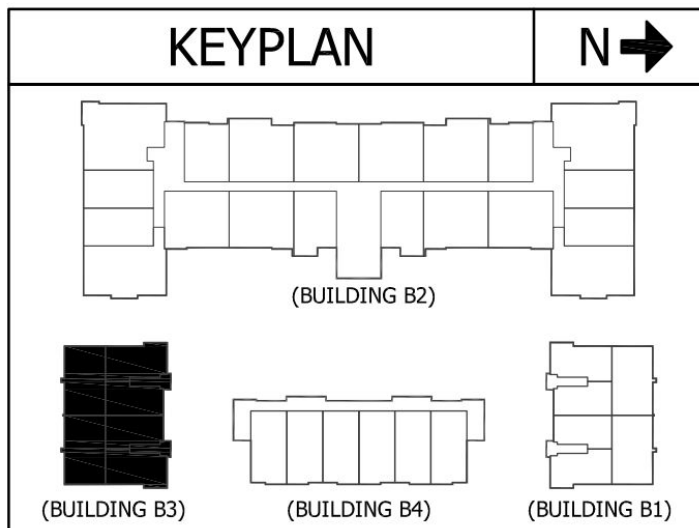 KEYPLAN
N
(BUILDING B2)
(BUILDING B3)
(BUILDING B4)
(BUILDING B1)